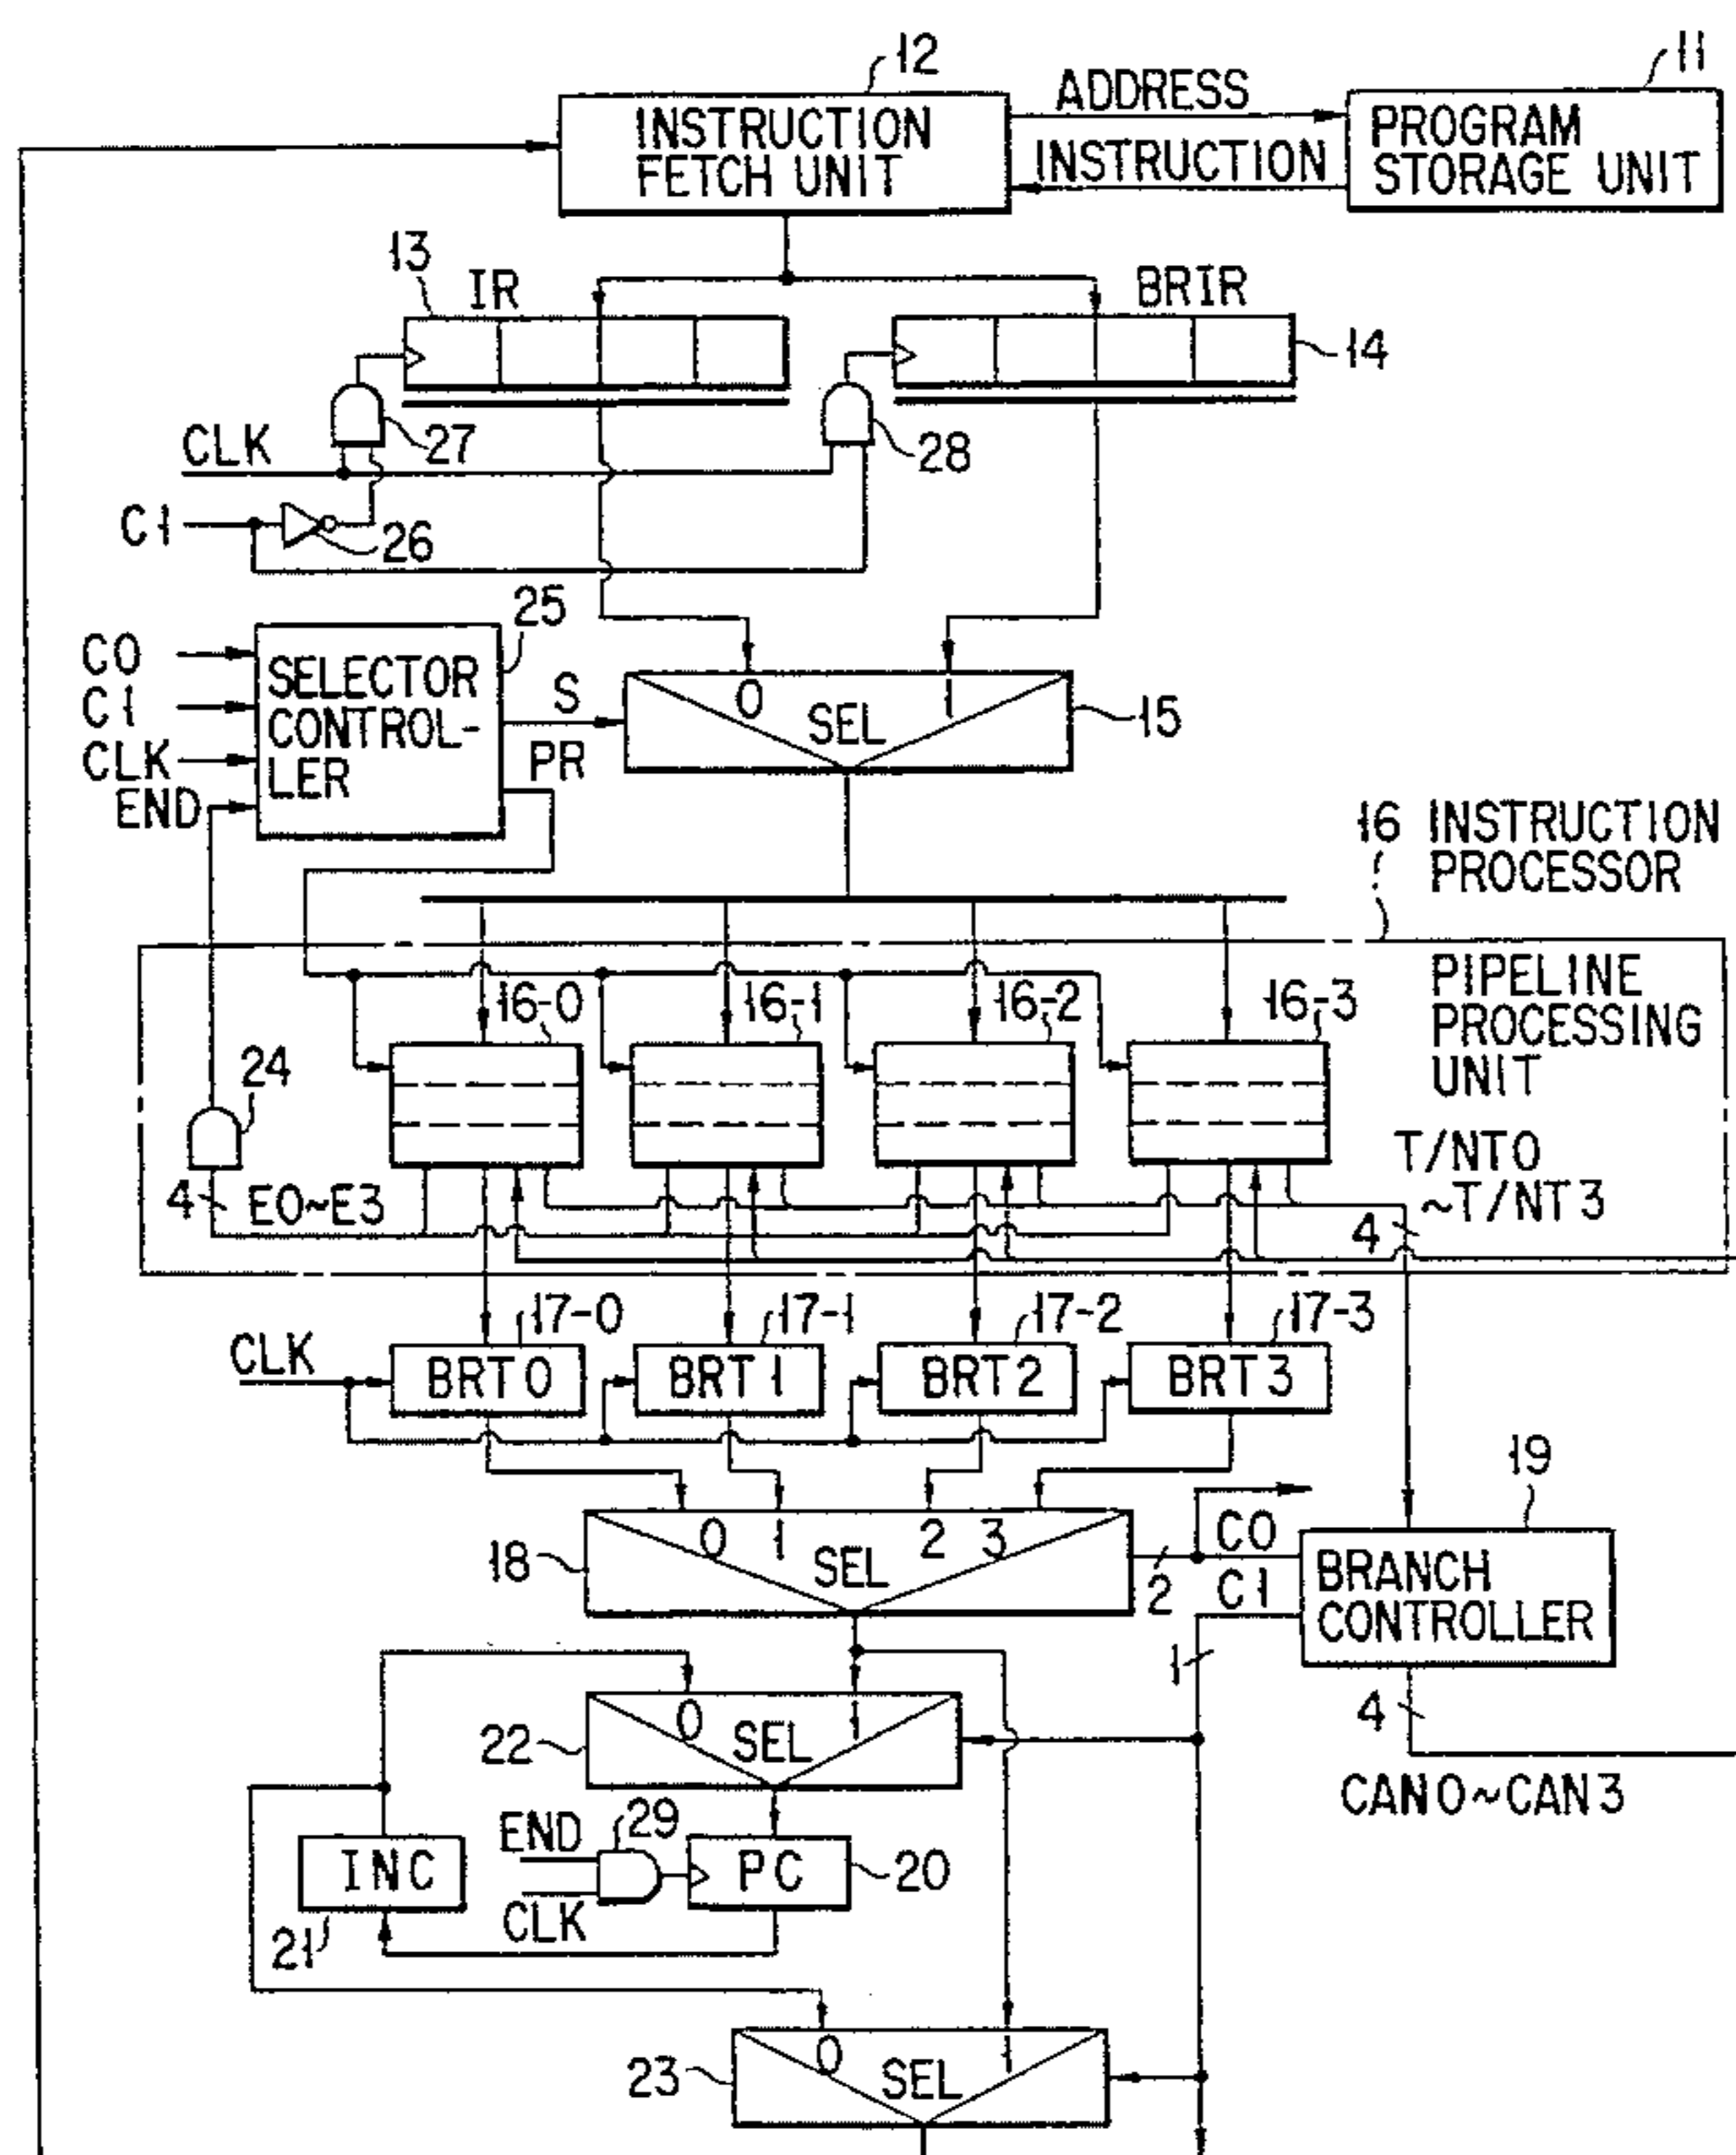 12
11
ADDRESS
INSTRUCTION
FETCH UNIT
INSTRUCTION
PROGRAM
STORAGE UNIT
13
IR
BRIR
14
27
28
CLK
C1
26
25
C0
C1
CLK
END
SELECTOR
CONTROL-
LER
S
PR
0
1
SEL
15
16 INSTRUCTION
PROCESSOR
16-0
16-1
16-2
16-3
PIPELINE
PROCESSING
UNIT
24
4
E0~E3
T/NT0
~T/NT3
4
17-0
17-1
17-2
17-3
CLK
BRT0
BRT1
BRT2
BRT3
19
0
1
2
3
SEL
18
2
C0
C1
BRANCH
CONTROLLER
1
4
0
1
SEL
22
CAN0~CAN3
END
29
CLK
PC
20
INC
21
0
1
SEL
23